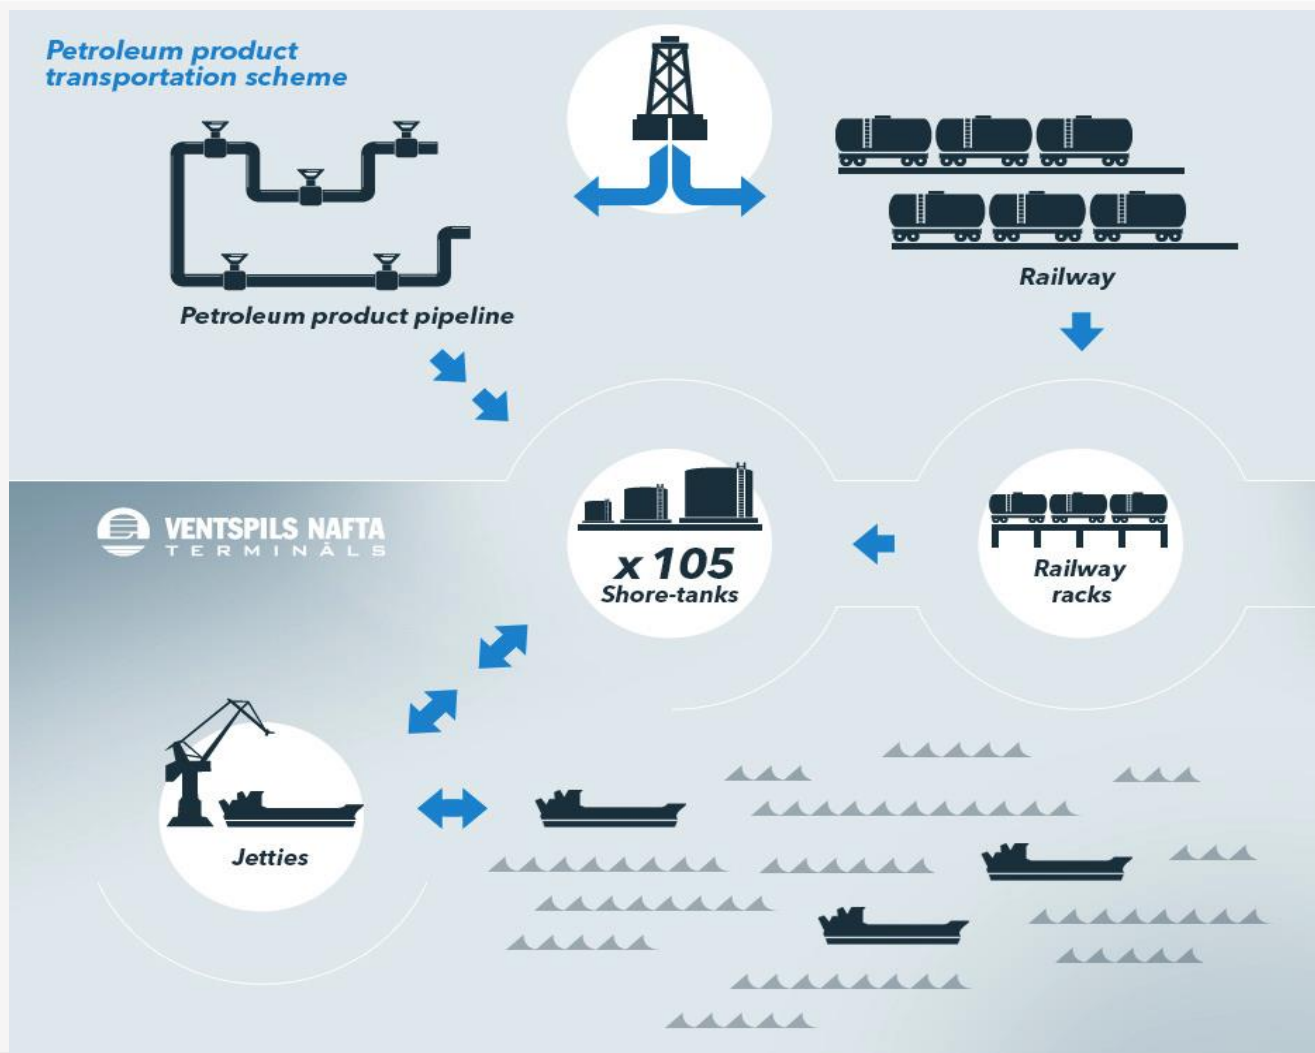 Petroleum product
transportation scheme
Petroleum product pipeline
Railway
VENTSPILS NAFTA
TERMINĀLS
x 105
Shore-tanks
Railway
racks
Jetties